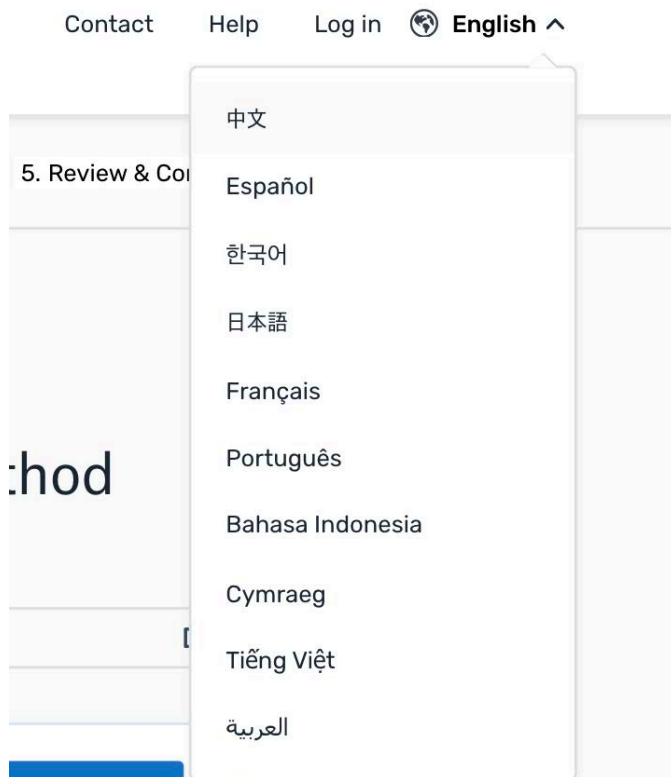 Contact Help Log in English
中文
5. Review & Co
Español
한국어
日本語
Français
Português
thod
Bahasa Indonesia
Cymraeg
Tiếng Việt
العربية